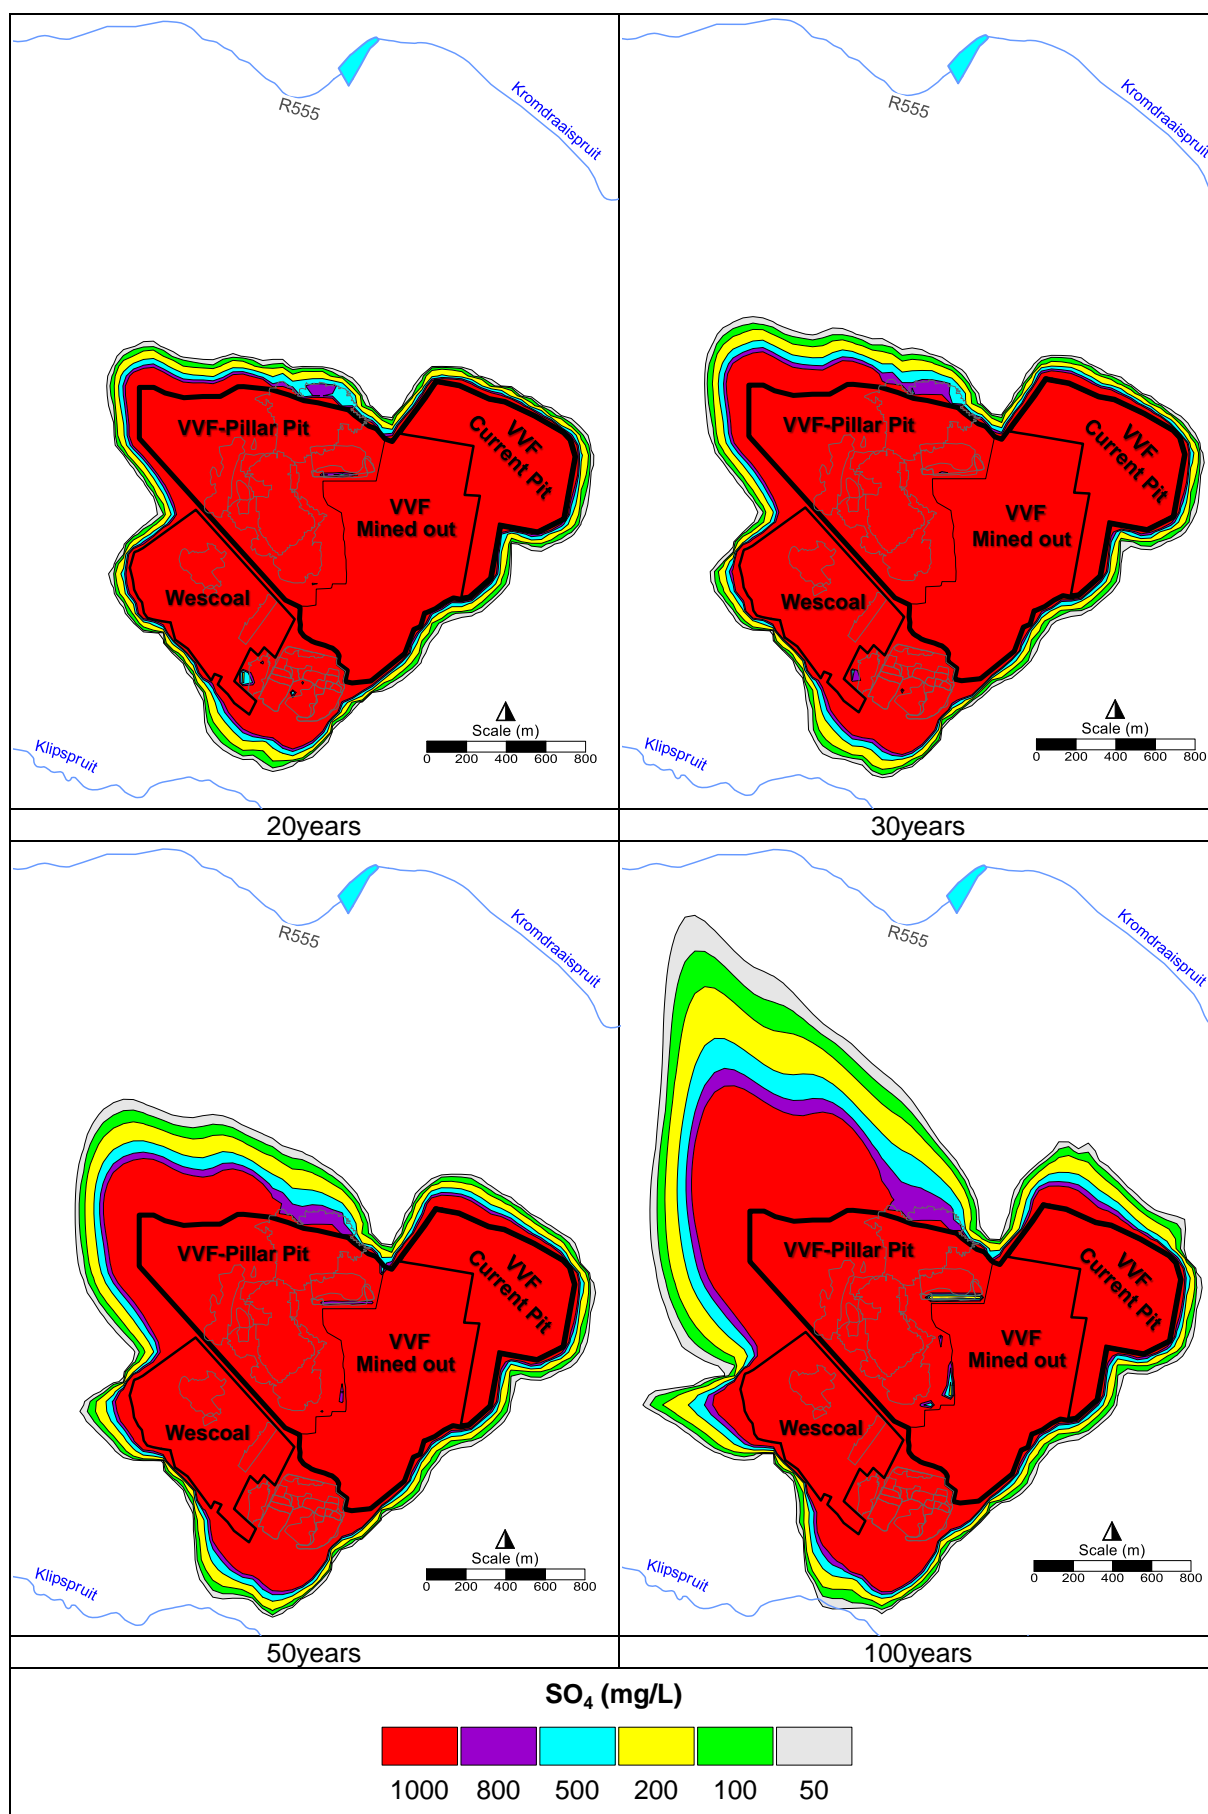 R555
Kromdraaispruit
VVF-Pillar Pit
VVF
Current Pit
VVF
Mined out
Wescoal
Scale (m)
0 200 400 600 800
Klipspruit
20years
R555
Kromdraaispruit
VVF-Pillar Pit
VVF
Current Pit
VVF
Mined out
Wescoal
Scale (m)
0 200 400 600 800
Klipspruit
30years
R555
Kromdraaispruit
VVF-Pillar Pit
VVF
Current Pit
VVF
Mined out
Wescoal
Scale (m)
0 200 400 600 800
Klipspruit
50years
R555
Kromdraaispruit
VVF-Pillar Pit
VVF
Current Pit
VVF
Mined out
Wescoal
Scale (m)
0 200 400 600 800
Klipspruit
100years
SO₄ (mg/L)
1000 800 500 200 100 50